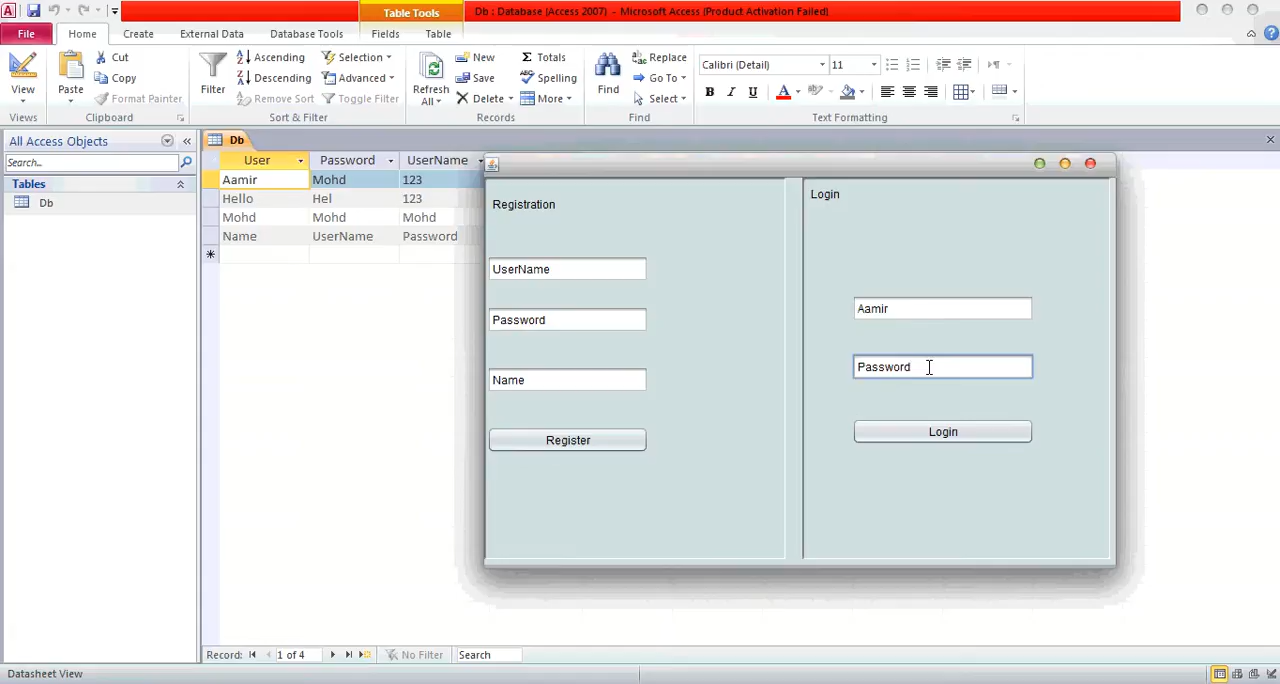 Table Tools
Db : Database (Access 2007) - Microsoft Access (Product Activation Failed)
File Home Create External Data Database Tools Fields Table
View
Views
Paste
Cut
Copy
Format Painter
Clipboard
Filter
Ascending
Descending
Remove Sort
Selection
Advanced
Toggle Filter
Sort & Filter
Refresh
All
New
Save
Delete
Totals
Spelling
More
Records
Find
Replace
Go To
Select
Find
Calibri (Detail) 11
B I U A
Text Formatting
All Access Objects
Search...
Tables
Db
Db
User Password UserName
Aamir Mohd 123
Hello Hel 123
Mohd Mohd Mohd
Name UserName Password
Registration
UserName
Password
Name
Register
Login
Aamir
Password
Login
Record: 1 of 4 No Filter Search
Datasheet View